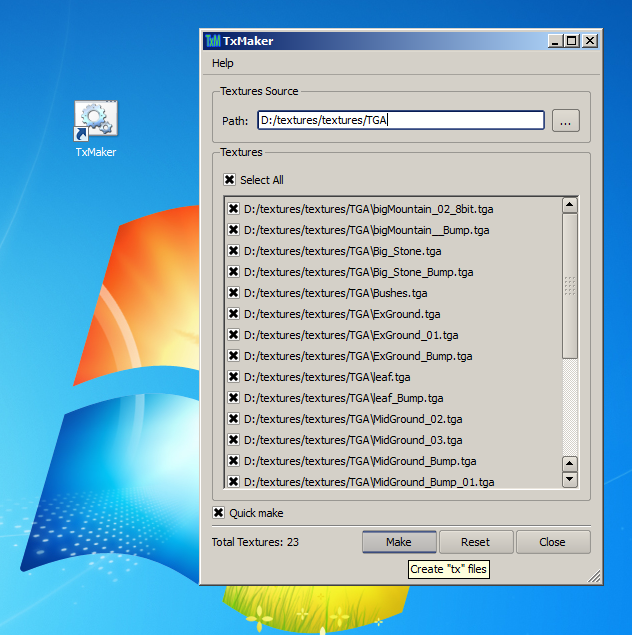 TxM TxMaker
Help
Textures Source
Path: D:/textures/textures/TGA ...
TxMaker
Textures
Select All
D:/textures/textures/TGA\bigMountain_02_8bit.tga
D:/textures/textures/TGA\bigMountain__Bump.tga
D:/textures/textures/TGA\Big_Stone.tga
D:/textures/textures/TGA\Big_Stone_Bump.tga
D:/textures/textures/TGA\Bushes.tga
D:/textures/textures/TGA\ExGround.tga
D:/textures/textures/TGA\ExGround_01.tga
D:/textures/textures/TGA\ExGround_Bump.tga
D:/textures/textures/TGA\leaf.tga
D:/textures/textures/TGA\leaf_Bump.tga
D:/textures/textures/TGA\MidGround_02.tga
D:/textures/textures/TGA\MidGround_03.tga
D:/textures/textures/TGA\MidGround_Bump.tga
D:/textures/textures/TGA\MidGround_Bump_01.tga
Quick make
Total Textures: 23 Make Reset Close
Create "tx" files